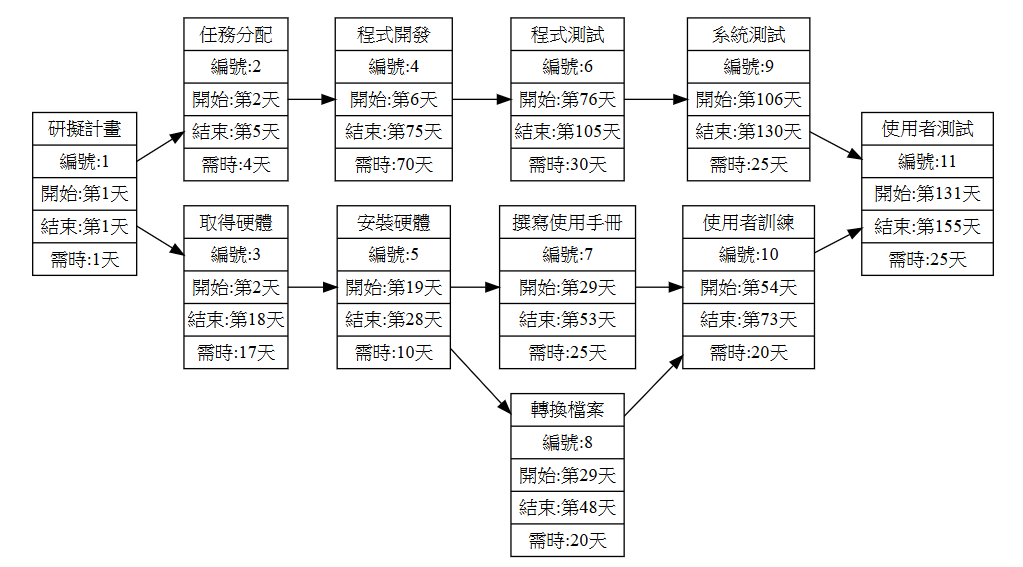 研擬計畫
編號:1
開始:第1天
結束:第1天
需時:1天
任務分配
編號:2
開始:第2天
結束:第5天
需時:4天
取得硬體
編號:3
開始:第2天
結束:第18天
需時:17天
程式開發
編號:4
開始:第6天
結束:第75天
需時:70天
安裝硬體
編號:5
開始:第19天
結束:第28天
需時:10天
程式測試
編號:6
開始:第76天
結束:第105天
需時:30天
撰寫使用手冊
編號:7
開始:第29天
結束:第53天
需時:25天
轉換檔案
編號:8
開始:第29天
結束:第48天
需時:20天
系統測試
編號:9
開始:第106天
結束:第130天
需時:25天
使用者訓練
編號:10
開始:第54天
結束:第73天
需時:20天
使用者測試
編號:11
開始:第131天
結束:第155天
需時:25天